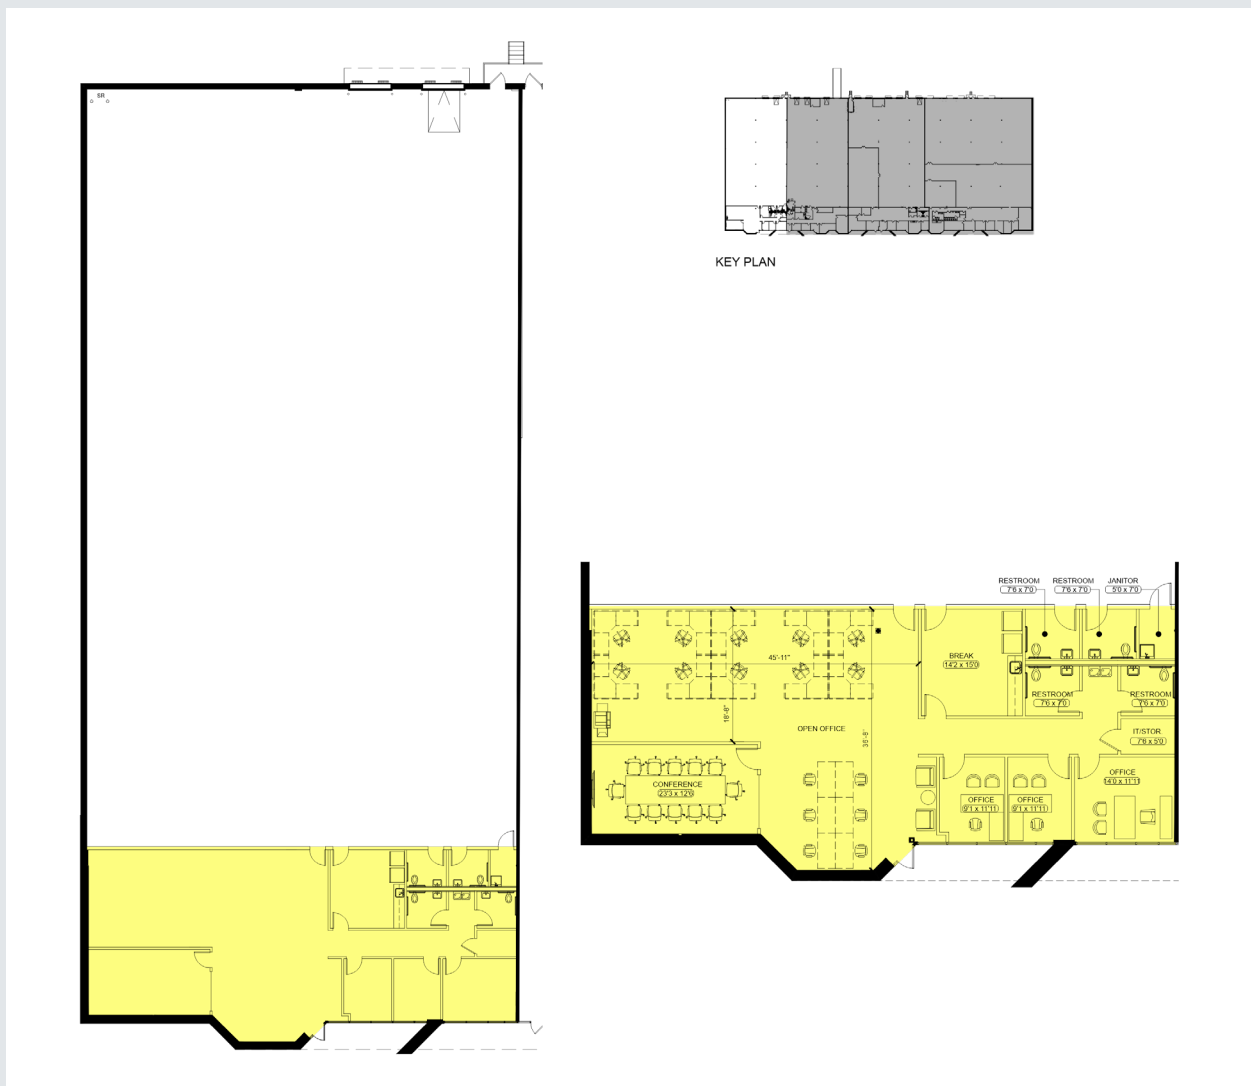 SR
KEY PLAN
RESTROOM
7'6 x 7'0
RESTROOM
7'6 x 7'0
JANITOR
5'0 x 7'0
45'-11"
BREAK
14'2 x 15'0
RESTROOM
7'6 x 7'0
RESTROOM
7'6 x 7'0
18'-8"
OPEN OFFICE
36'-8"
IT/STOR.
7'6 x 5'0
CONFERENCE
23'3 x 12'6
OFFICE
9'1 x 11'11
OFFICE
9'1 x 11'11
OFFICE
14'0 x 11'11